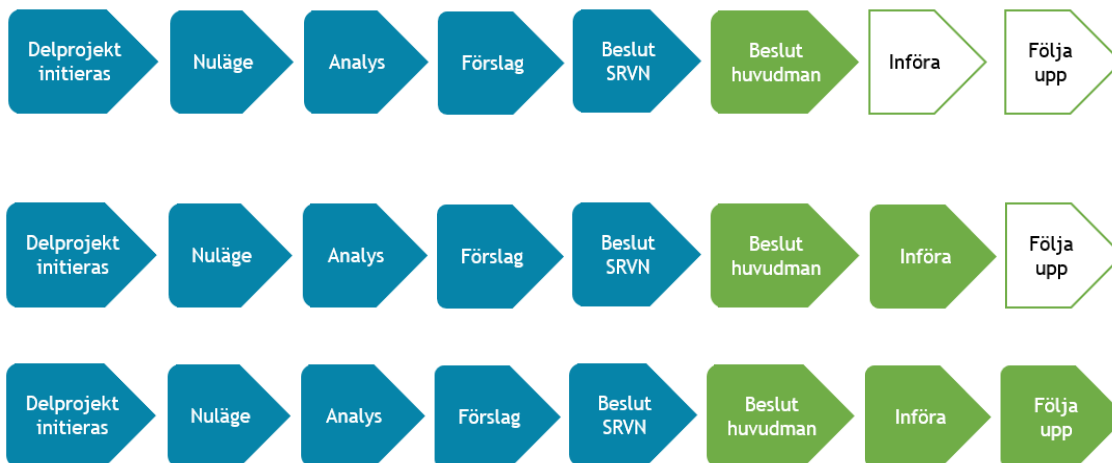 Delprojekt
initieras
Nuläge
Analys
Förslag
Beslut
SRVN
Beslut
huvudman
Införa
Följa
upp
Delprojekt
initieras
Nuläge
Analys
Förslag
Beslut
SRVN
Beslut
huvudman
Införa
Följa
upp
Delprojekt
initieras
Nuläge
Analys
Förslag
Beslut
SRVN
Beslut
huvudman
Införa
Följa
upp